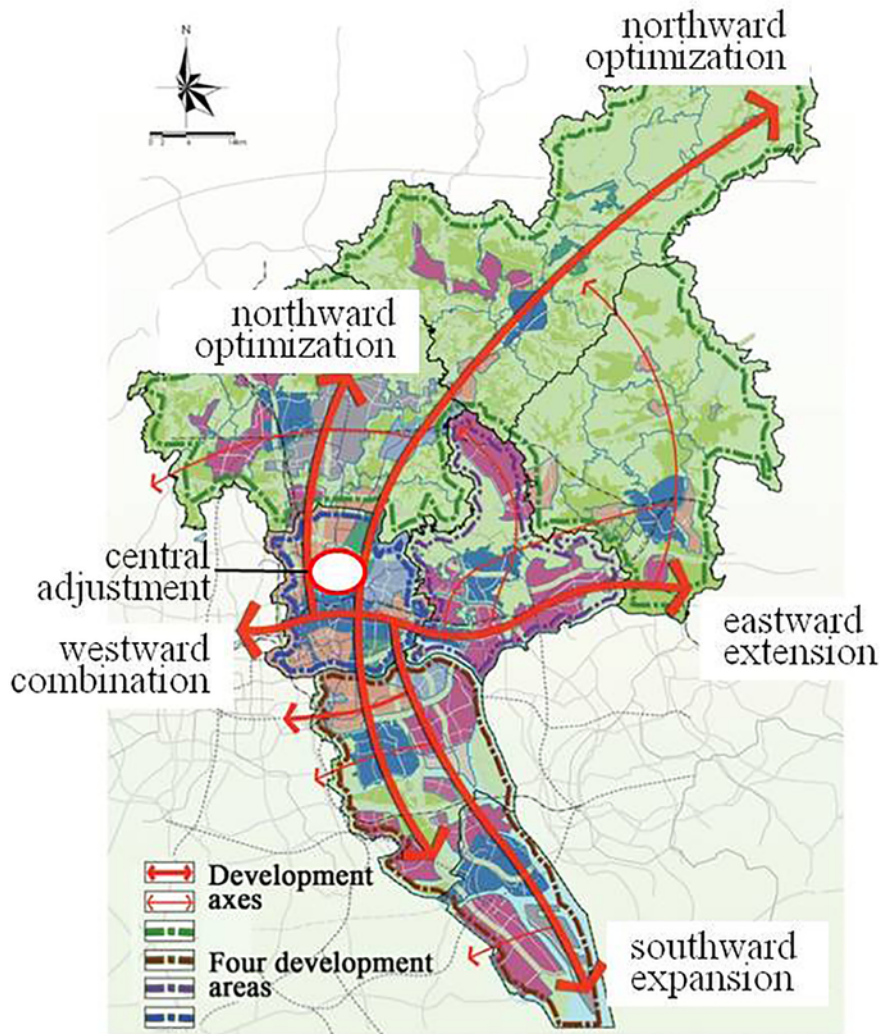 northward
optimization
N
northward
optimization
central
adjustment
westward
combination
eastward
extension
Development
axes
Four development
areas
southward
expansion